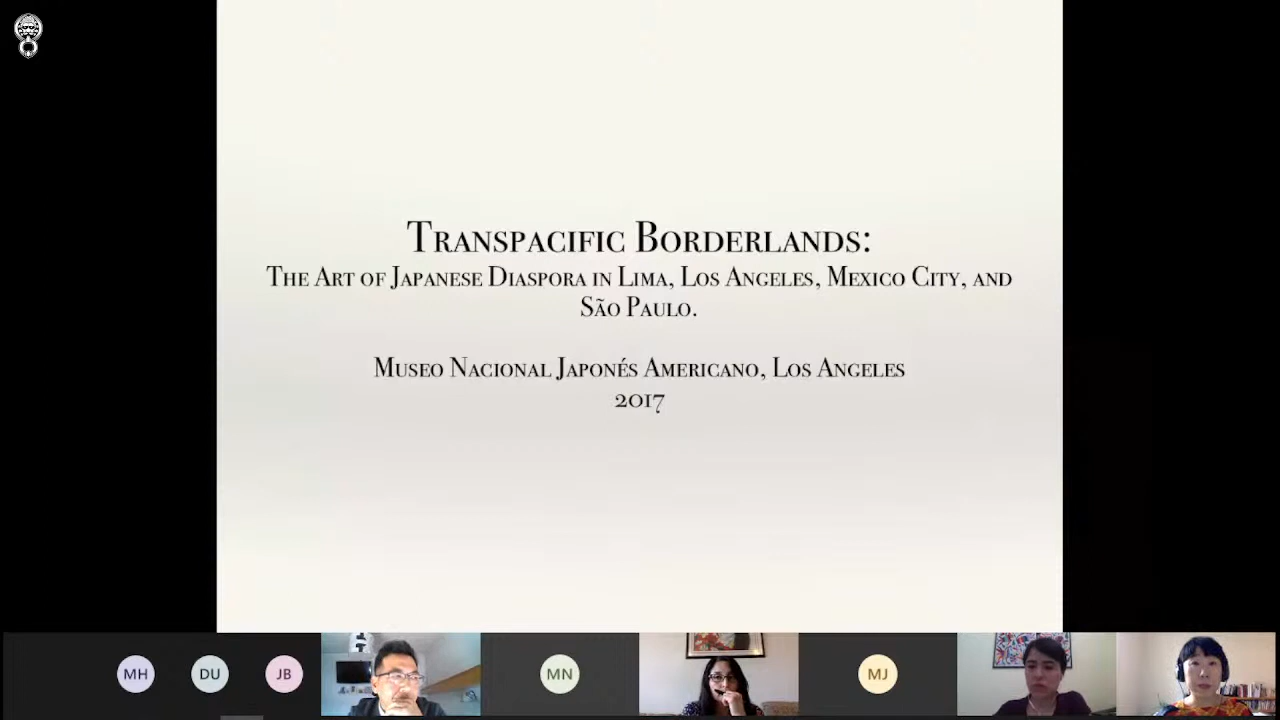 Transpacific Borderlands:
The Art of Japanese Diaspora in Lima, Los Angeles, Mexico City, and
São Paulo.
Museo Nacional Japonés Americano, Los Angeles
2017
MH
DU
JB
MN
MJ